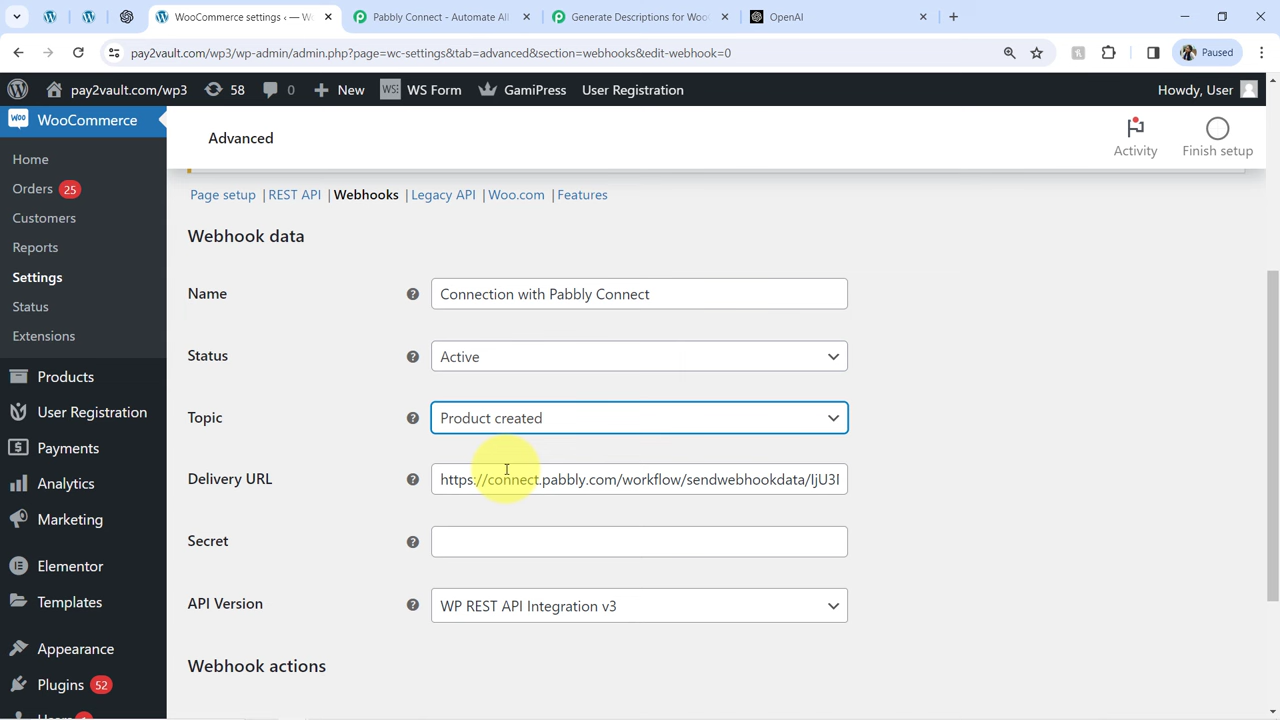 WooCommerce settings ‹ — Wo
Pabbly Connect - Automate All
Generate Descriptions for Woo
OpenAI
pay2vault.com/wp3/wp-admin/admin.php?page=wc-settings&tab=advanced&section=webhooks&edit-webhook=0
Paused
pay2vault.com/wp3
58
0
New
WS Form
GamiPress
User Registration
Howdy, User
WooCommerce
Home
Orders 25
Customers
Reports
Settings
Status
Extensions
Products
User Registration
Payments
Analytics
Marketing
Elementor
Templates
Appearance
Plugins 52
Advanced
Activity
Finish setup
Page setup | REST API | Webhooks | Legacy API | Woo.com | Features
Webhook data
Name
Connection with Pabbly Connect
Status
Active
Topic
Product created
Delivery URL
https://connect.pabbly.com/workflow/sendwebhookdata/IjU3I
Secret
API Version
WP REST API Integration v3
Webhook actions